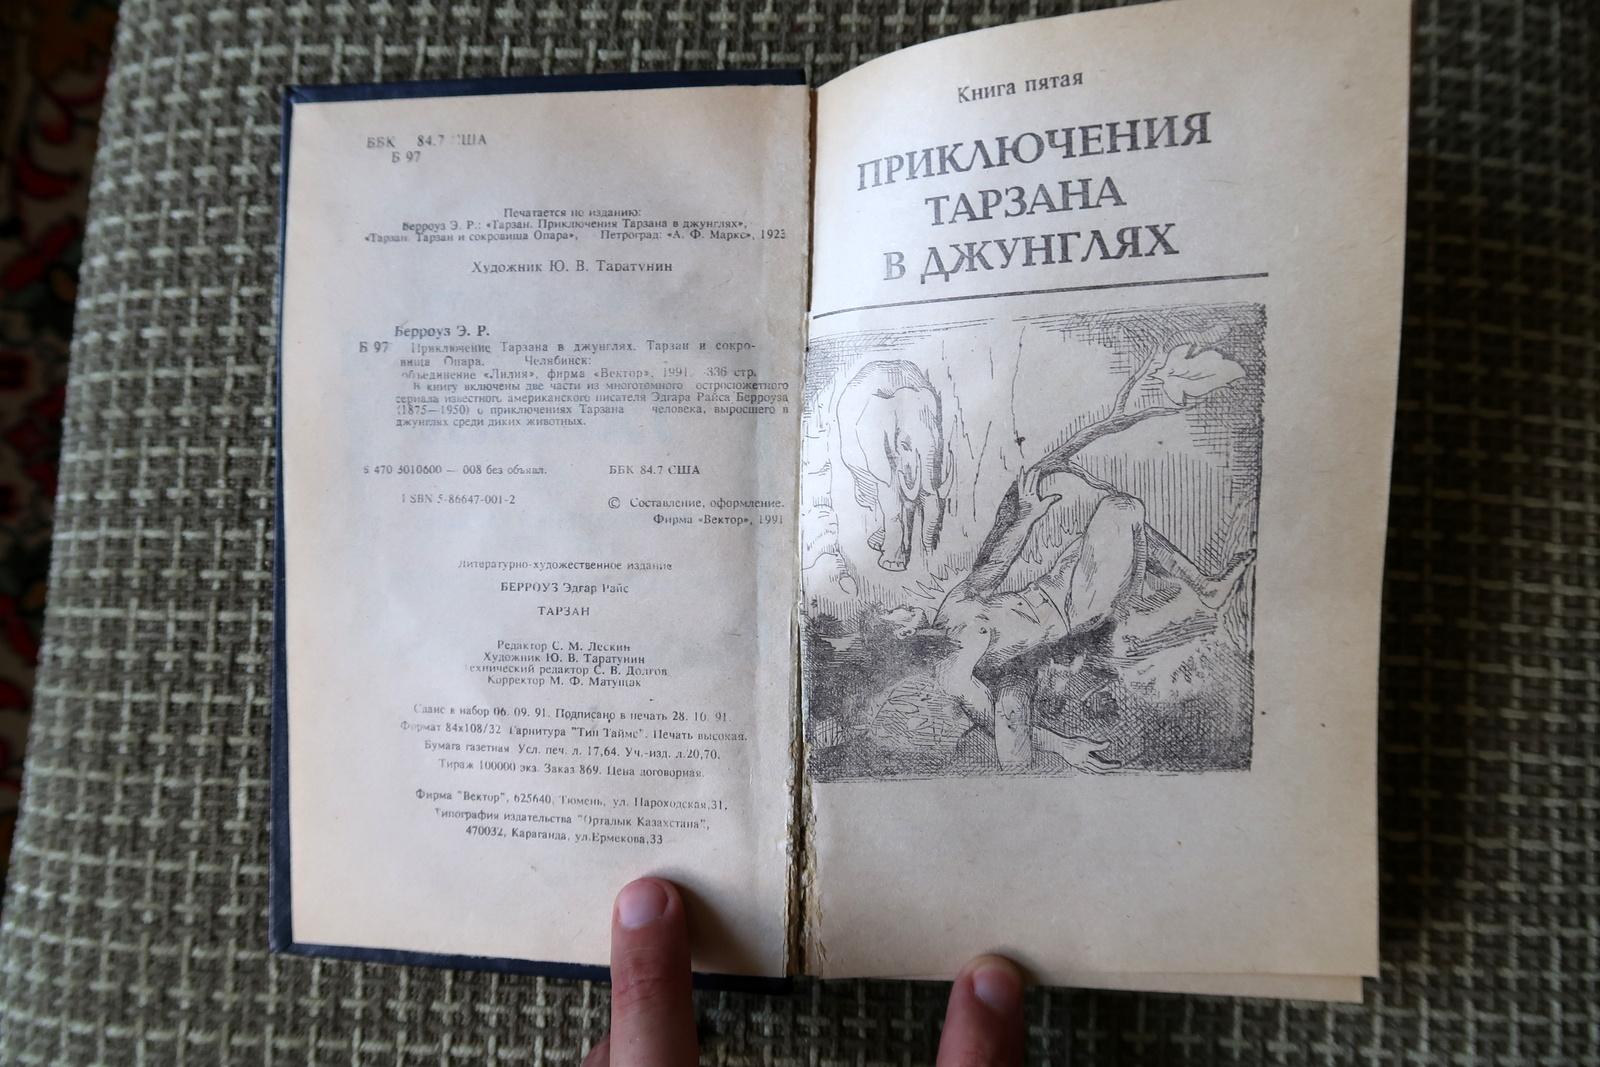 ББК 84.7 США
Б 97
Печатается по изданию:
Берроуз Э. Р.: «Тарзан. Приключения Тарзана в джунглях»,
«Тарзан. Тарзан и сокровища Опара», Петроград: «А. Ф. Маркс», 1923
Художник Ю. В. Таратунин
Берроуз Э. Р.
Б 97 Приключение Тарзана в джунглях. Тарзан и сокро-
вища Опара. Челябинск:
объединение «Лилия», фирма «Вектор», 1991. 336 стр.
В книгу включены две части из многотомного остросюжетного
сериала известного американского писателя Эдгара Райса Берроуза
(1875—1950) о приключениях Тарзана человека, выросшего в
джунглях среди диких животных.
Б 470 3010600 — 008 без объявл. ББК 84.7 США
ISBN 5-86647-001-2 © Составление, оформление.
Фирма «Вектор», 1991
Литературно-художественное издание
БЕРРОУЗ Эдгар Райс
ТАРЗАН
Редактор С. М. Лескин
Художник Ю. В. Таратунин
Технический редактор С. В. Долгов
Корректор М. Ф. Матущак
Сдано в набор 06. 09. 91. Подписано в печать 28. 10. 91.
Формат 84х108/32 Гарнитура "Тип Таймс". Печать высокая.
Бумага газетная Усл. печ. л. 17,64. Уч.-изд. л.20,70.
Тираж 100000 экз. Заказ 869. Цена договорная.
Фирма "Вектор", 625640, Тюмень, ул. Пароходская,31,
Типография издательства "Орталык Казахстана",
470032, Караганда, ул.Ермекова,33
Книга пятая
ПРИКЛЮЧЕНИЯ
ТАРЗАНА
В ДЖУНГЛЯХ